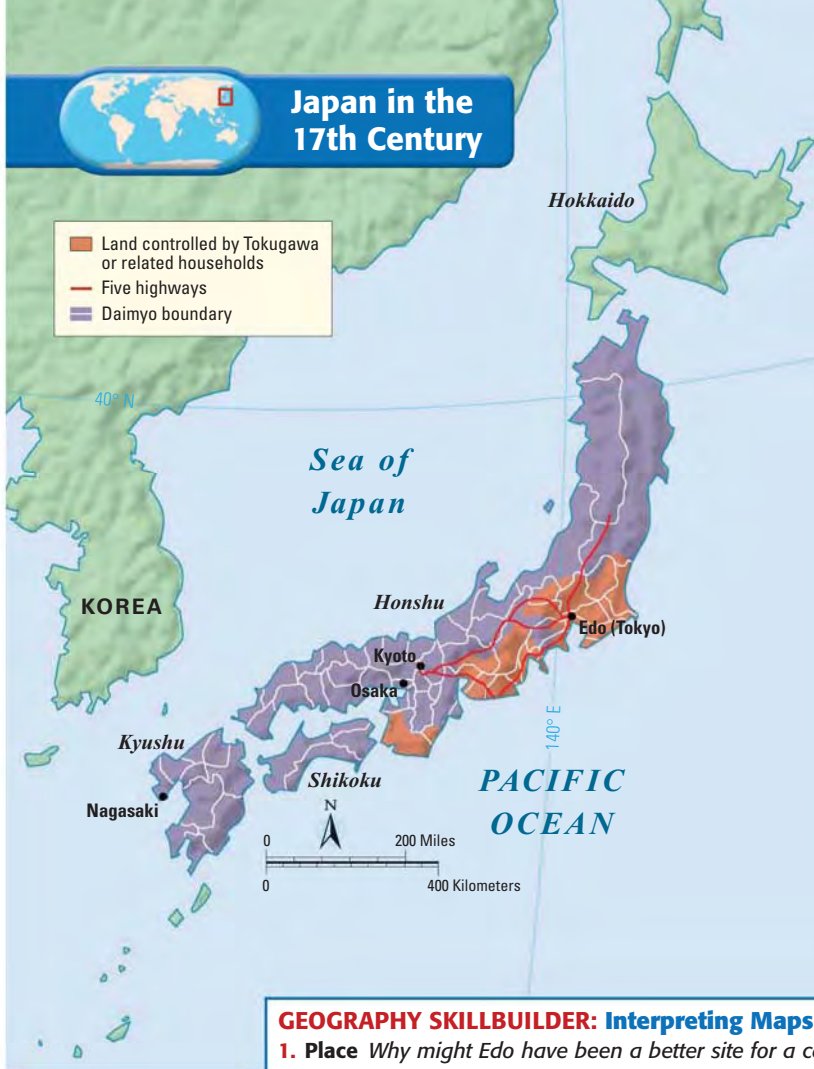 Japan in the
17th Century
Hokkaido
Land controlled by Tokugawa
or related households
Five highways
Daimyo boundary
40° N
Sea of
Japan
KOREA
Honshu
Edo (Tokyo)
Kyoto
Osaka
140° E
Kyushu
Shikoku
PACIFIC
OCEAN
Nagasaki
N
0 200 Miles
0 400 Kilometers
GEOGRAPHY SKILLBUILDER: Interpreting Maps
1. Place Why might Edo have been a better site for a